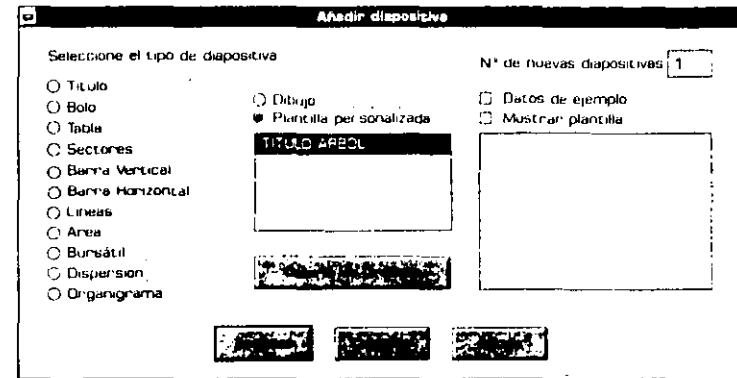 Añadir diapositiva
Seleccione el tipo de diapositiva
Nº de nuevas diapositivas 1
Título
Bolo
Tabla
Sectores
Barra Vertical
Barra Horizontal
Lineas
Area
Bursátil
Dispersion
Organigrama
Dibujo
Plantilla personalizada
TITULO ARBOL
Datos de ejemplo
Mostrar plantilla